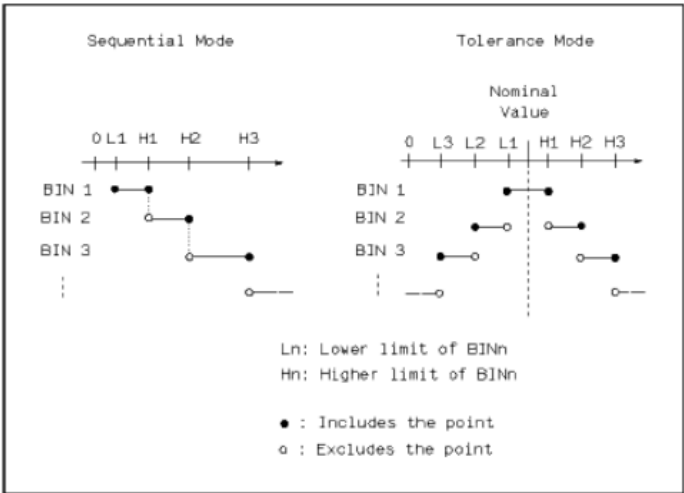 Sequential Mode
Tolerance Mode
Nominal
Value
0 L1 H1 H2 H3
0 L3 L2 L1 H1 H2 H3
BIN 1
BIN 2
BIN 3
BIN 1
BIN 2
BIN 3
Ln: Lower limit of BINn
Hn: Higher limit of BINn
● : Includes the point
○ : Excludes the point